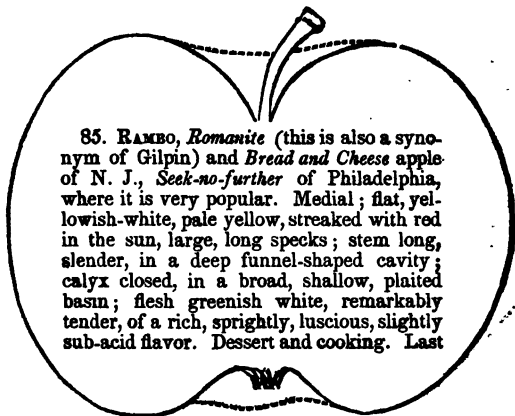 85. RAMBO, Romanite (this is also a syno-
nym of Gilpin) and Bread and Cheese apple
of N. J., Seek-no-further of Philadelphia,
where it is very popular. Medial; flat, yel-
lowish-white, pale yellow, streaked with red
in the sun, large, long specks; stem long,
slender, in a deep funnel-shaped cavity;
calyx closed, in a broad, shallow, plaited
basin; flesh greenish white, remarkably
tender, of a rich, sprightly, luscious, slightly
sub-acid flavor. Dessert and cooking. Last